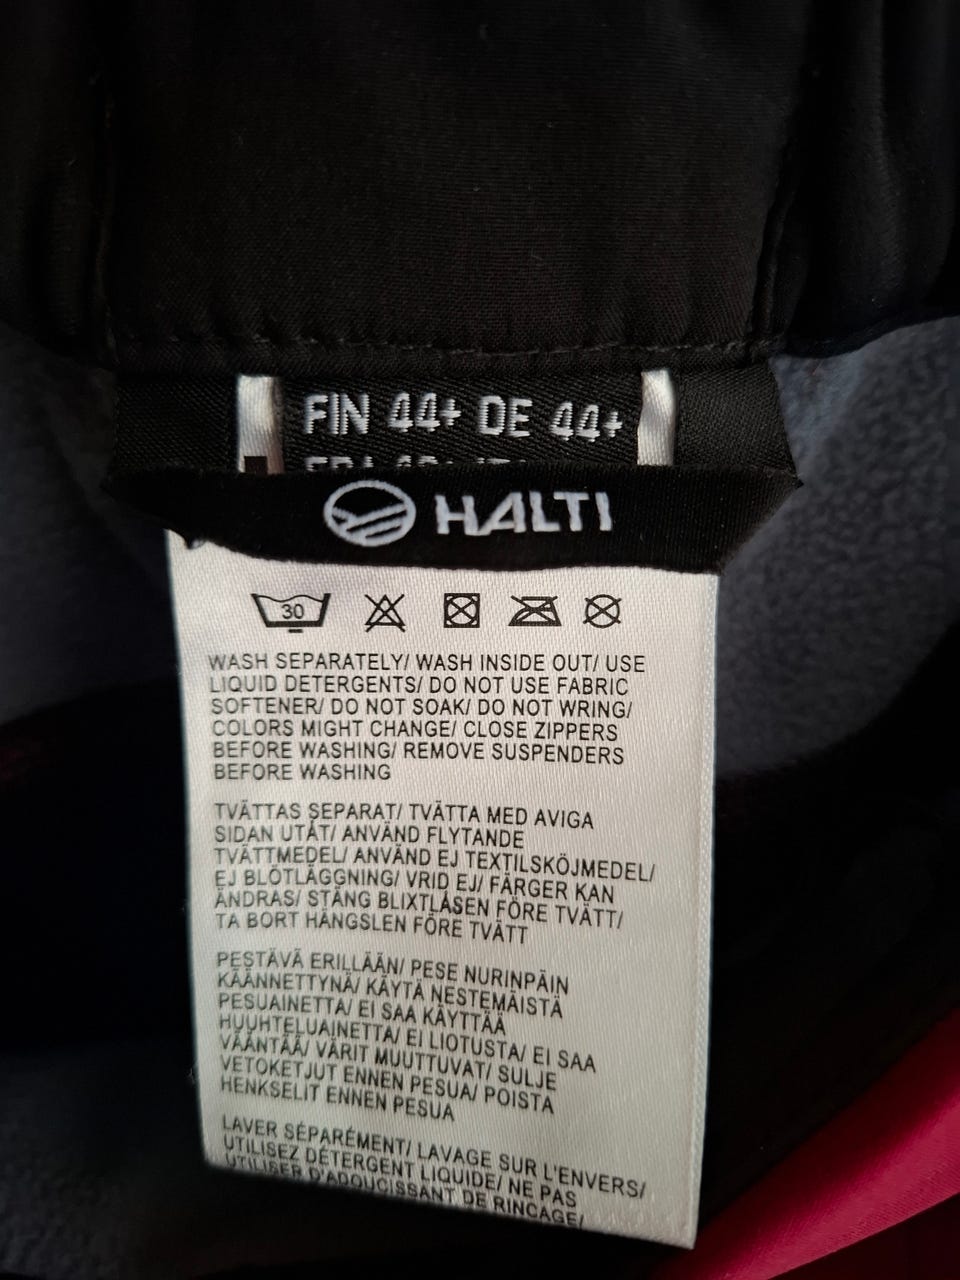 FIN 44+ DE 44+
HALTI
30
WASH SEPARATELY/ WASH INSIDE OUT/ USE
LIQUID DETERGENTS/ DO NOT USE FABRIC
SOFTENER/ DO NOT SOAK/ DO NOT WRING/
COLORS MIGHT CHANGE/ CLOSE ZIPPERS
BEFORE WASHING/ REMOVE SUSPENDERS
BEFORE WASHING
TVÄTTAS SEPARAT/ TVÄTTA MED AVIGA
SIDAN UTÅT/ ANVÄND FLYTANDE
TVÄTTMEDEL/ ANVÄND EJ TEXTILSKÖJMEDEL/
EJ BLÖTLÄGGNING/ VRID EJ/ FÄRGER KAN
ÄNDRAS/ STÄNG BLIXTLÅSEN FÖRE TVÄTT/
TA BORT HÄNGSLEN FÖRE TVÄTT
PESTÄVÄ ERILLÄÄN/ PESE NURINPÄIN
KÄÄNNETTYNÄ/ KÄYTÄ NESTEMÄISTÄ
PESUAINETTA/ EI SAA KÄYTTÄÄ
HUUHTELUAINETTA/ EI LIOTUSTA/ EI SAA
VÄÄNTÄÄ/ VÄRIT MUUTTUVAT/ SULJE
VETOKETJUT ENNEN PESUA/ POISTA
HENKSELIT ENNEN PESUA
LAVER SÉPARÉMENT/ LAVAGE SUR L'ENVERS/
UTILISEZ DÉTERGENT LIQUIDE/ NE PAS
UTILISER D'ADOUCISSANT DE RINCAGE/